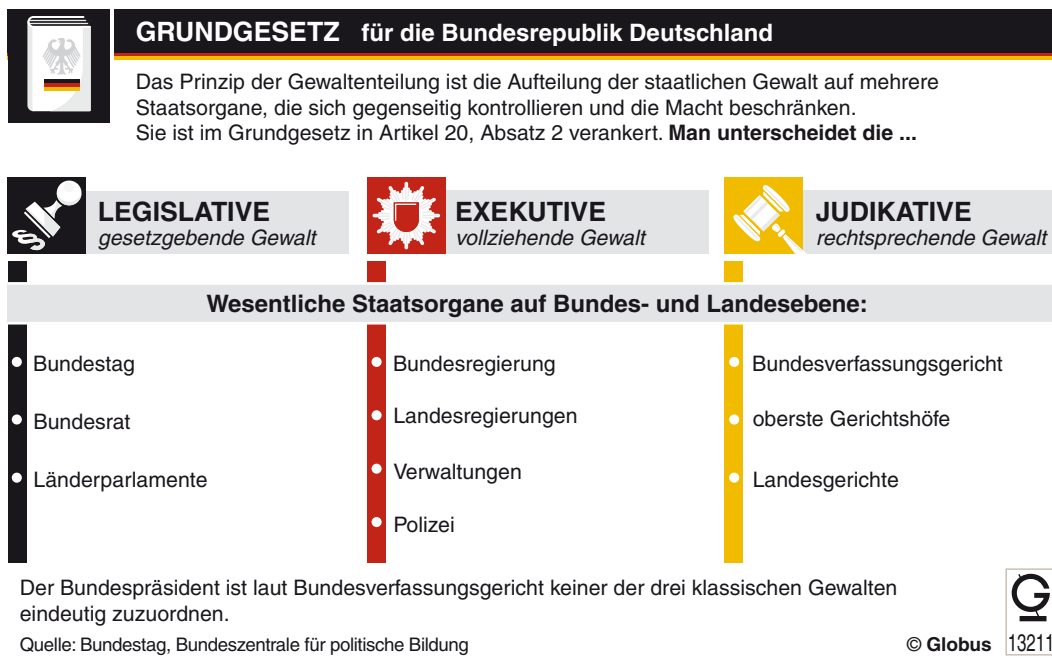 GRUNDGESETZ für die Bundesrepublik Deutschland
Das Prinzip der Gewaltenteilung ist die Aufteilung der staatlichen Gewalt auf mehrere
Staatsorgane, die sich gegenseitig kontrollieren und die Macht beschränken.
Sie ist im Grundgesetz in Artikel 20, Absatz 2 verankert. Man unterscheidet die ...
§
LEGISLATIVE
gesetzgebende Gewalt
EXEKUTIVE
vollziehende Gewalt
JUDIKATIVE
rechtsprechende Gewalt
Wesentliche Staatsorgane auf Bundes- und Landesebene:
• Bundestag
• Bundesrat
• Länderparlamente
• Bundesregierung
• Landesregierungen
• Verwaltungen
• Polizei
• Bundesverfassungsgericht
• oberste Gerichtshöfe
• Landesgerichte
Der Bundespräsident ist laut Bundesverfassungsgericht keiner der drei klassischen Gewalten
eindeutig zuzuordnen.
Quelle: Bundestag, Bundeszentrale für politische Bildung
© Globus
G
13211